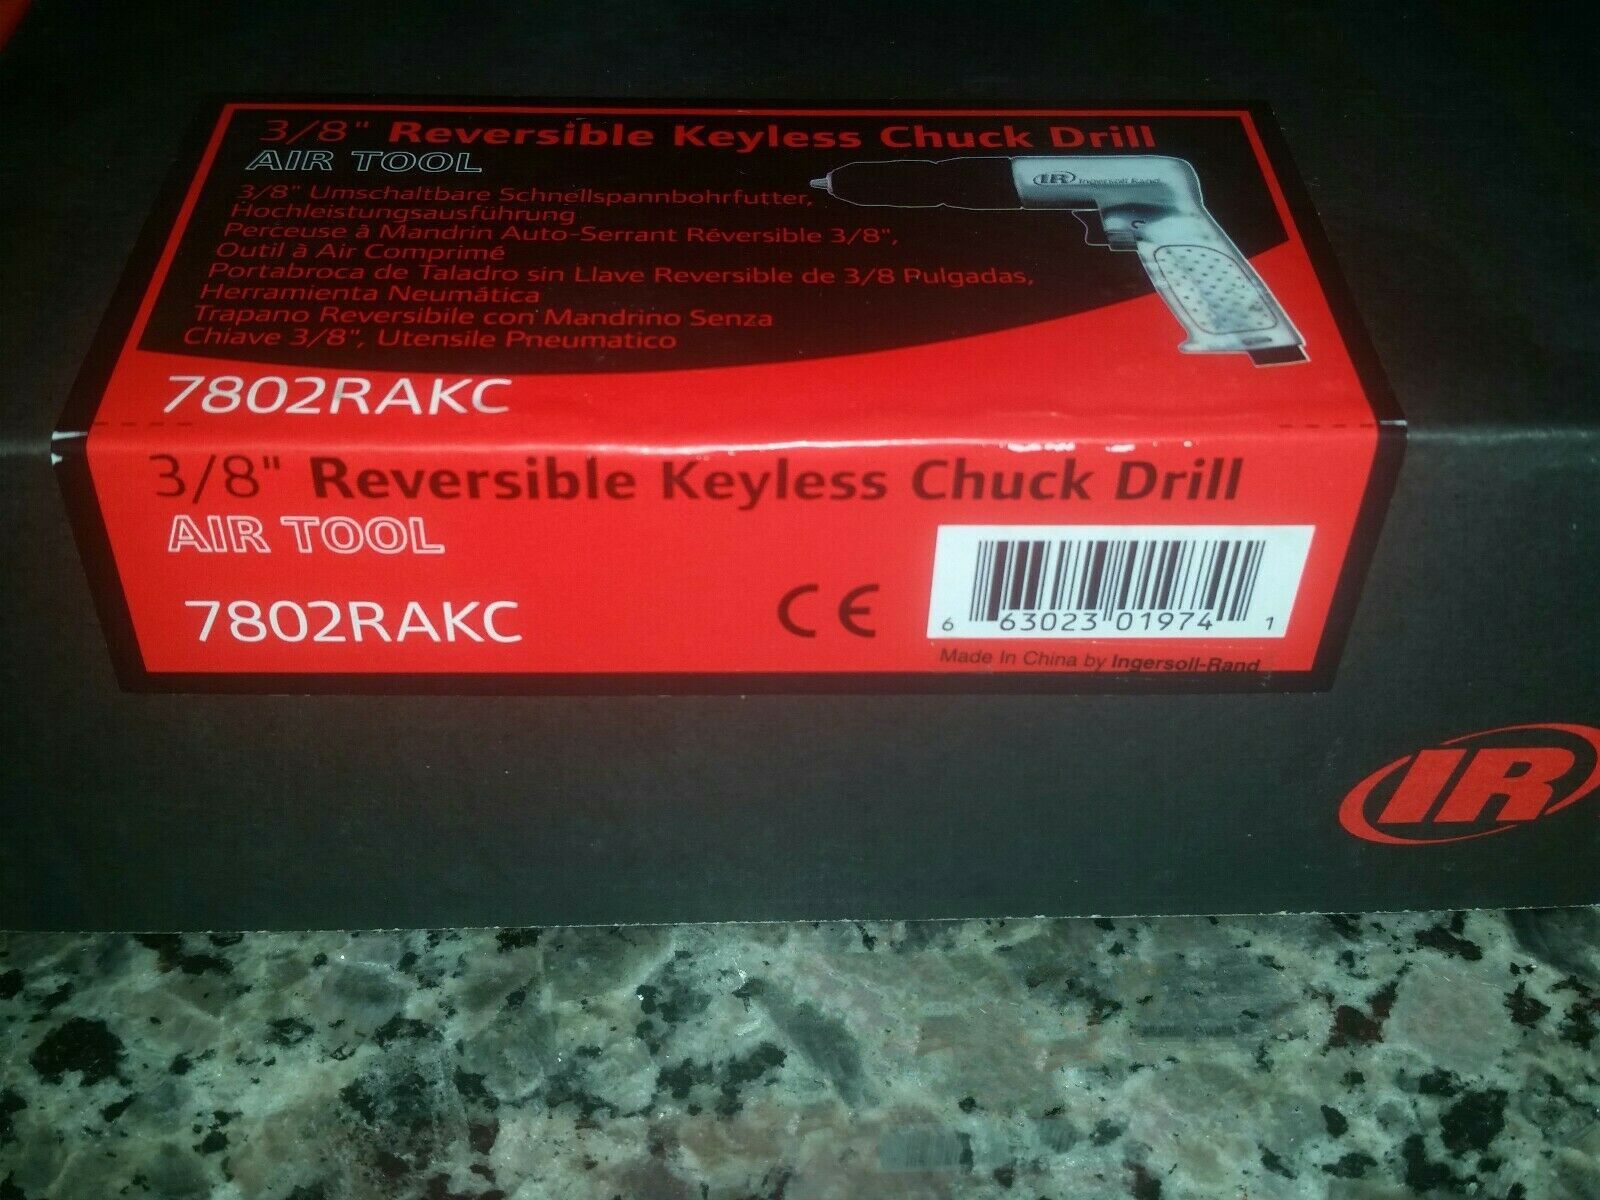 3/8" Reversible Keyless Chuck Drill
AIR TOOL
IR Ingersoll Rand
3/8" Umschaltbare Schnellspannbohrfutter,
Hochleistungsausführung
Perceuse à Mandrin Auto-Serrant Réversible 3/8",
Outil à Air Comprimé
Portabroca de Taladro sin Llave Reversible de 3/8 Pulgadas,
Herramienta Neumática
Trapano Reversibile con Mandrino Senza
Chiave 3/8", Utensile Pneumatico
7802RAKC
3/8" Reversible Keyless Chuck Drill
AIR TOOL
7802RAKC
CE
6 63023 01974 1
Made In China by Ingersoll-Rand
IR